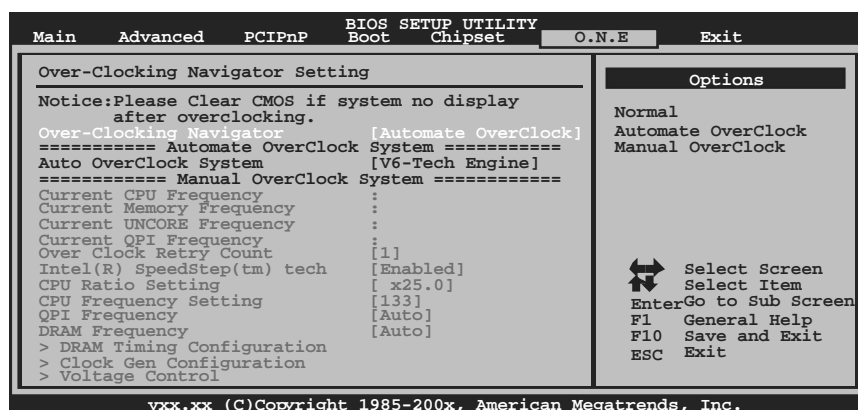 BIOS SETUP UTILITY
Main Advanced PCIPnP Boot Chipset O.N.E Exit
Over-Clocking Navigator Setting
Notice:Please Clear CMOS if system no display
after overclocking.
Over-Clocking Navigator [Automate OverClock]
=========== Automate OverClock System ===========
Auto OverClock System [V6-Tech Engine]
============ Manual OverClock System ============
Current CPU Frequency :
Current Memory Frequency :
Current UNCORE Frequency :
Current QPI Frequency :
Over Clock Retry Count [1]
Intel(R) SpeedStep(tm) tech [Enabled]
CPU Ratio Setting [ x25.0]
CPU Frequency Setting [133]
QPI Frequency [Auto]
DRAM Frequency [Auto]
> DRAM Timing Configuration
> Clock Gen Configuration
> Voltage Control
Options
Normal
Automate OverClock
Manual OverClock
Select Screen
Select Item
EnterGo to Sub Screen
F1 General Help
F10 Save and Exit
ESC Exit
vxx.xx (C)Copyright 1985-200x, American Megatrends, Inc.